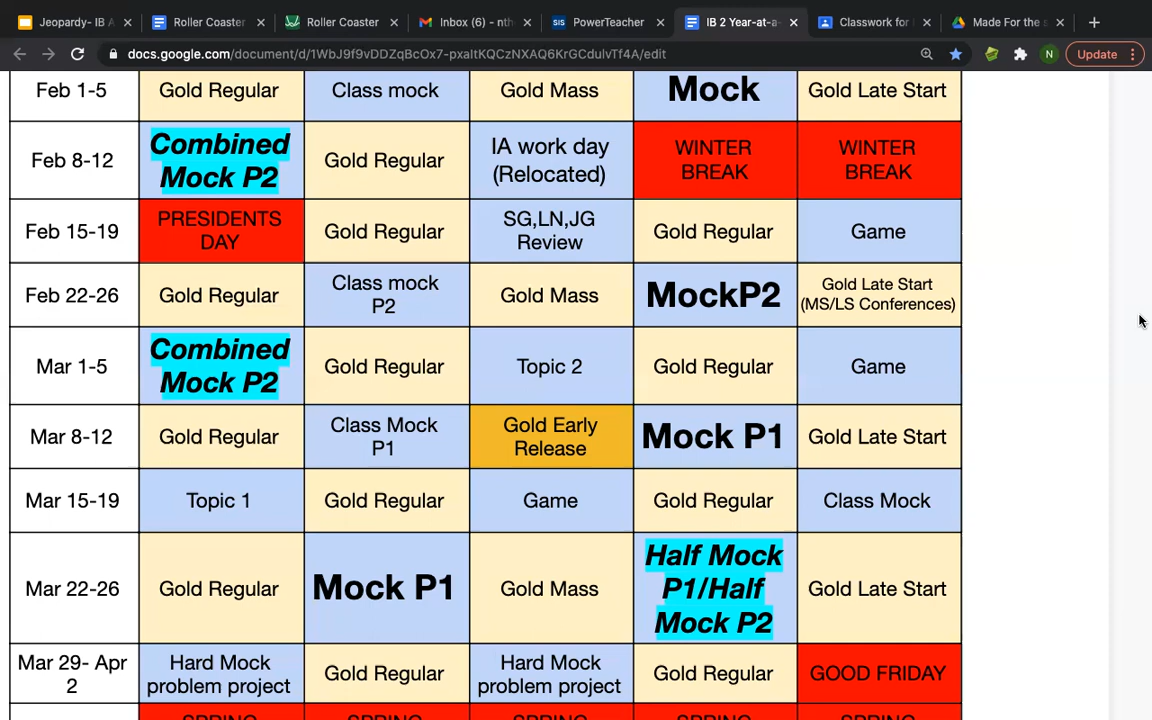 Jeopardy- IB A
Roller Coaster
Roller Coaster
Inbox (6) - nth
SIS
PowerTeacher
IB 2 Year-at-a-
Classwork for
Made For the s
docs.google.com/document/d/1WbJ9f9vDDZqBcOx7-pxaltKQCzNXAQ6KrGCdulvTf4A/edit
N
Update
Feb 1-5
Gold Regular
Class mock
Gold Mass
Mock
Gold Late Start
Feb 8-12
Combined
Mock P2
Gold Regular
IA work day
(Relocated)
WINTER
BREAK
WINTER
BREAK
Feb 15-19
PRESIDENTS
DAY
Gold Regular
SG,LN,JG
Review
Gold Regular
Game
Feb 22-26
Gold Regular
Class mock
P2
Gold Mass
MockP2
Gold Late Start
(MS/LS Conferences)
Mar 1-5
Combined
Mock P2
Gold Regular
Topic 2
Gold Regular
Game
Mar 8-12
Gold Regular
Class Mock
P1
Gold Early
Release
Mock P1
Gold Late Start
Mar 15-19
Topic 1
Gold Regular
Game
Gold Regular
Class Mock
Mar 22-26
Gold Regular
Mock P1
Gold Mass
Half Mock
P1/Half
Mock P2
Gold Late Start
Mar 29- Apr
2
Hard Mock
problem project
Gold Regular
Hard Mock
problem project
Gold Regular
GOOD FRIDAY
SPRING
SPRING
SPRING
SPRING
SPRING